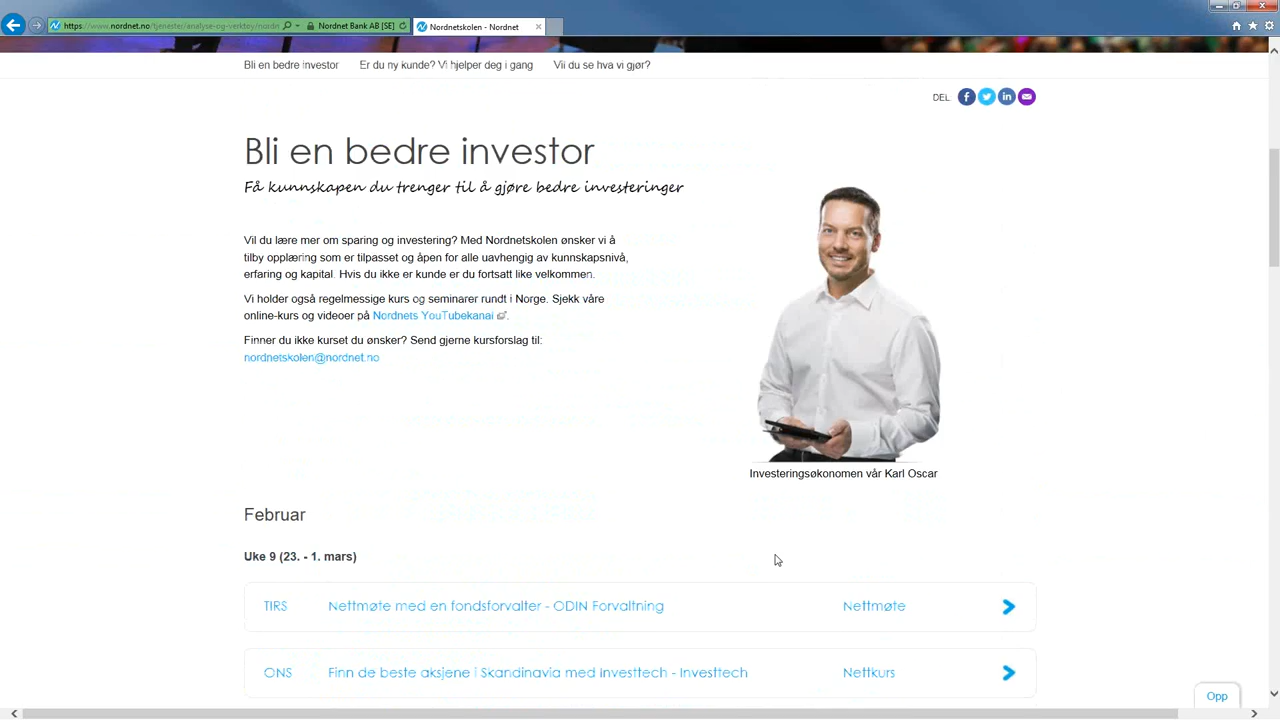 https://www.nordnet.no/tjenester/analyse-og-verktoy/nordn
Nordnet Bank AB [SE]
Nordnetskolen - Nordnet
Bli en bedre investor
Er du ny kunde? Vi hjelper deg i gang
Vil du se hva vi gjør?
DEL
Bli en bedre investor
Få kunnskapen du trenger til å gjøre bedre investeringer
Vil du lære mer om sparing og investering? Med Nordnetskolen ønsker vi å
tilby opplæring som er tilpasset og åpen for alle uavhengig av kunnskapsnivå,
erfaring og kapital. Hvis du ikke er kunde er du fortsatt like velkommen.
Vi holder også regelmessige kurs og seminarer rundt i Norge. Sjekk våre
online-kurs og videoer på Nordnets YouTubekanal.
Finner du ikke kurset du ønsker? Send gjerne kursforslag til:
nordnetskolen@nordnet.no
Investeringsøkonomen vår Karl Oscar
Februar
Uke 9 (23. - 1. mars)
TIRS Nettmøte med en fondsforvalter - ODIN Forvaltning Nettmøte
ONS Finn de beste aksjene i Skandinavia med Investtech - Investtech Nettkurs
Opp